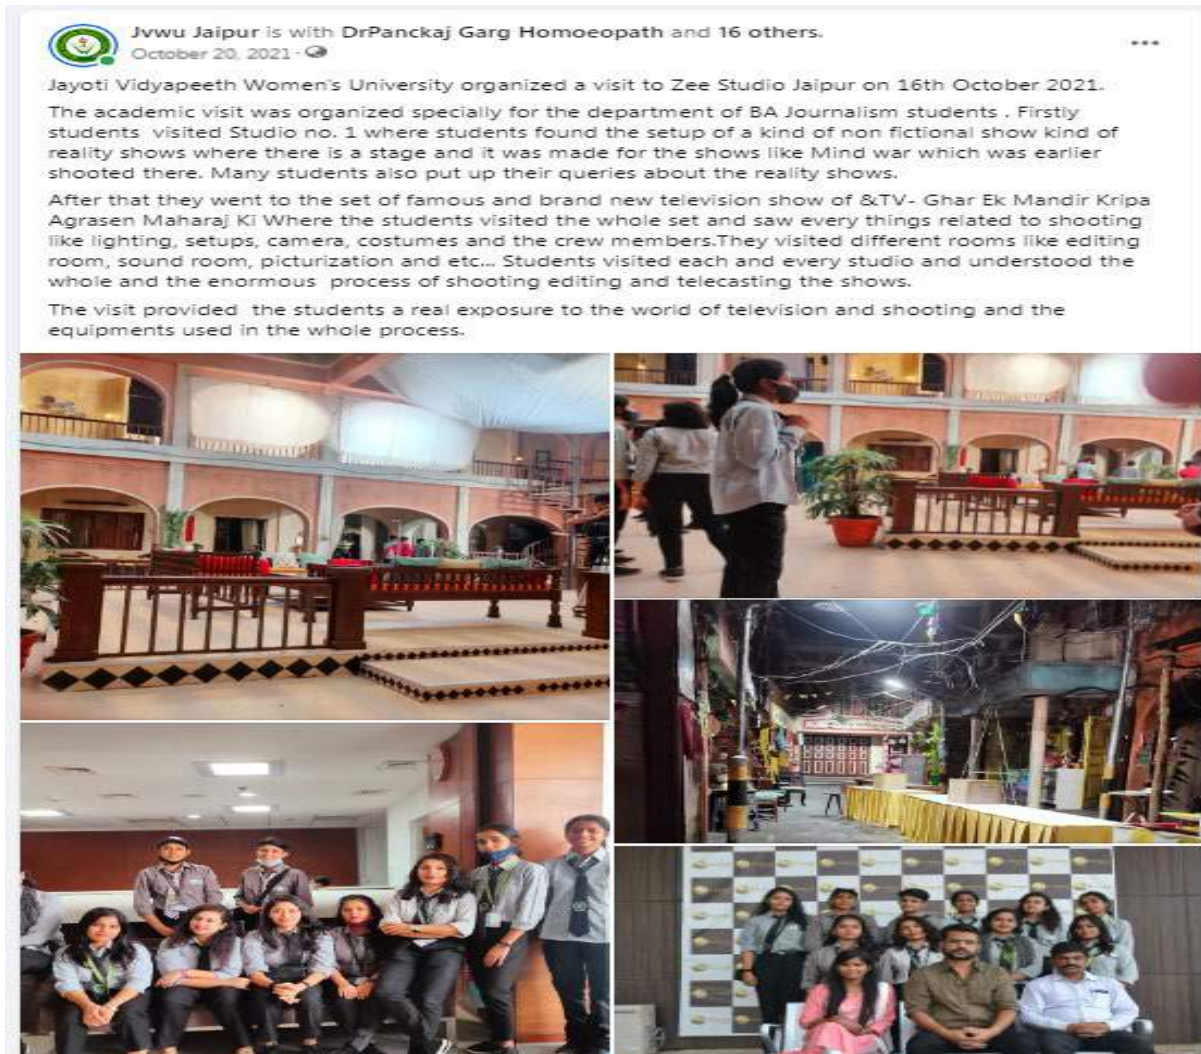 Jvwu Jaipur is with DrPanckaj Garg Homoeopath and 16 others.
October 20, 2021 ·
Jayoti Vidyapeeth Women's University organized a visit to Zee Studio Jaipur on 16th October 2021.
The academic visit was organized specially for the department of BA Journalism students . Firstly
students visited Studio no. 1 where students found the setup of a kind of non fictional show kind of
reality shows where there is a stage and it was made for the shows like Mind war which was earlier
shooted there. Many students also put up their queries about the reality shows.
After that they went to the set of famous and brand new television show of &TV- Ghar Ek Mandir Kripa
Agrasen Maharaj Ki Where the students visited the whole set and saw every things related to shooting
like lighting, setups, camera, costumes and the crew members.They visited different rooms like editing
room, sound room, picturization and etc... Students visited each and every studio and understood the
whole and the enormous process of shooting editing and telecasting the shows.
The visit provided the students a real exposure to the world of television and shooting and the
equipments used in the whole process.